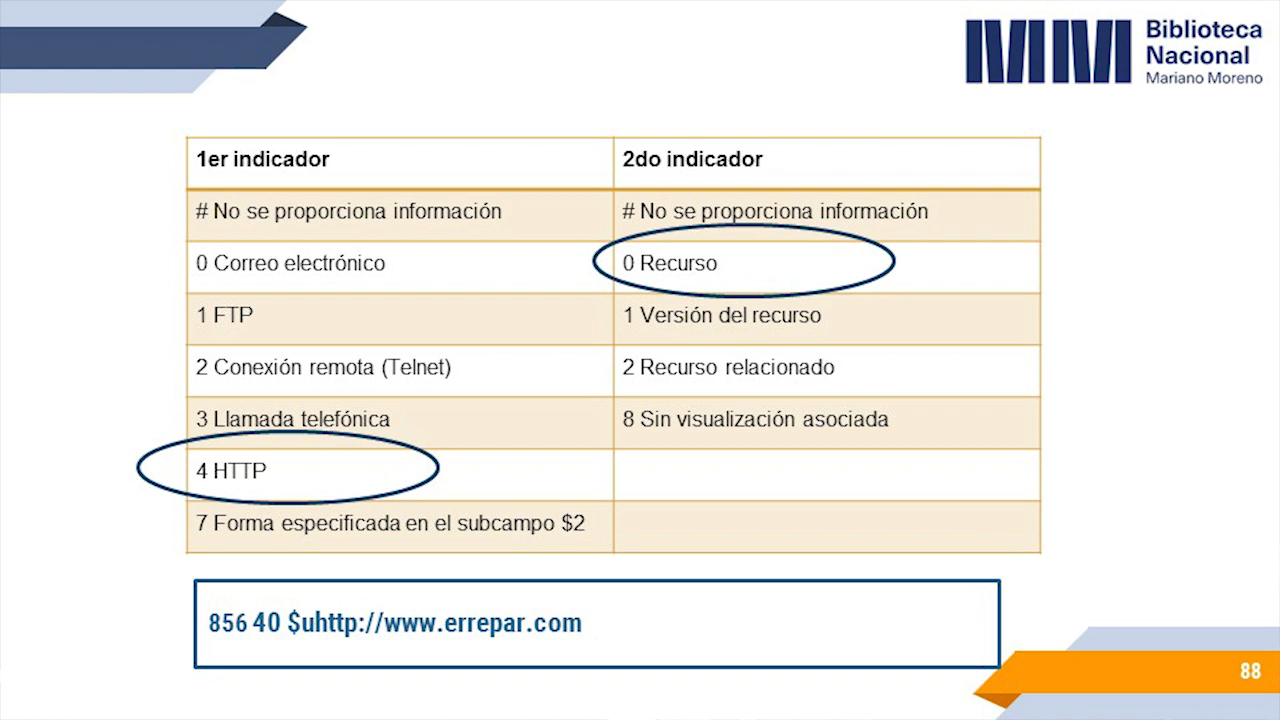 Biblioteca
Nacional
Mariano Moreno
1er indicador
2do indicador
# No se proporciona información
# No se proporciona información
0 Correo electrónico
0 Recurso
1 FTP
1 Versión del recurso
2 Conexión remota (Telnet)
2 Recurso relacionado
3 Llamada telefónica
8 Sin visualización asociada
4 HTTP
7 Forma especificada en el subcampo $2
856 40 $uhttp://www.errepar.com
88